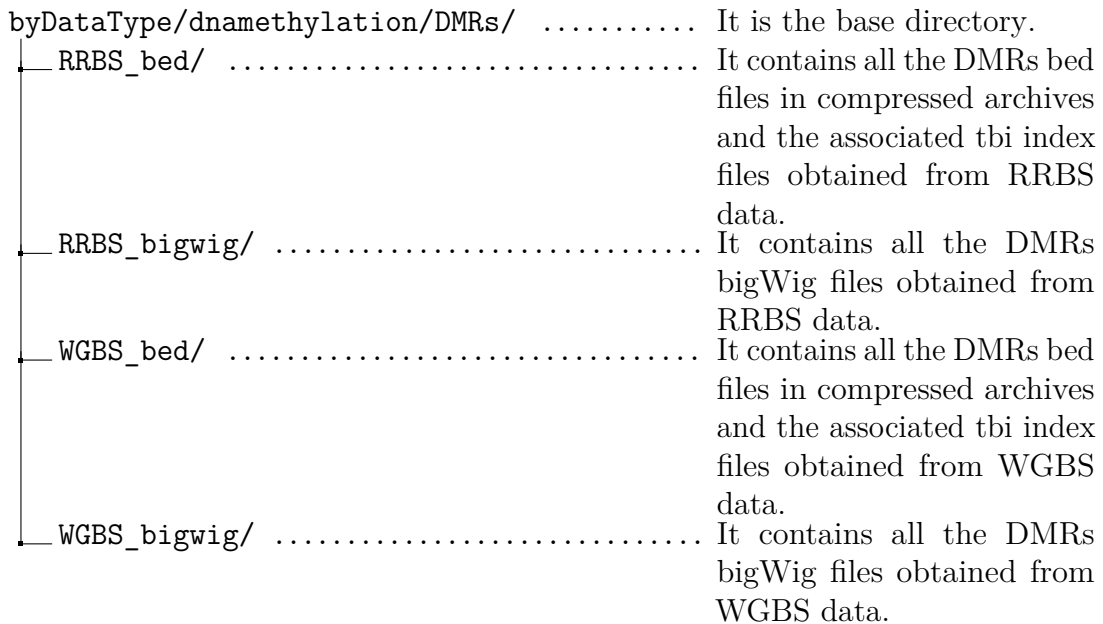 byDataType/dnamethylation/DMRs/ ........... It is the base directory.
RRBS_bed/ ................................. It contains all the DMRs bed
files in compressed archives
and the associated tbi index
files obtained from RRBS
data.
RRBS_bigwig/ .............................. It contains all the DMRs
bigWig files obtained from
RRBS data.
WGBS_bed/ ................................. It contains all the DMRs bed
files in compressed archives
and the associated tbi index
files obtained from WGBS
data.
WGBS_bigwig/ .............................. It contains all the DMRs
bigWig files obtained from
WGBS data.